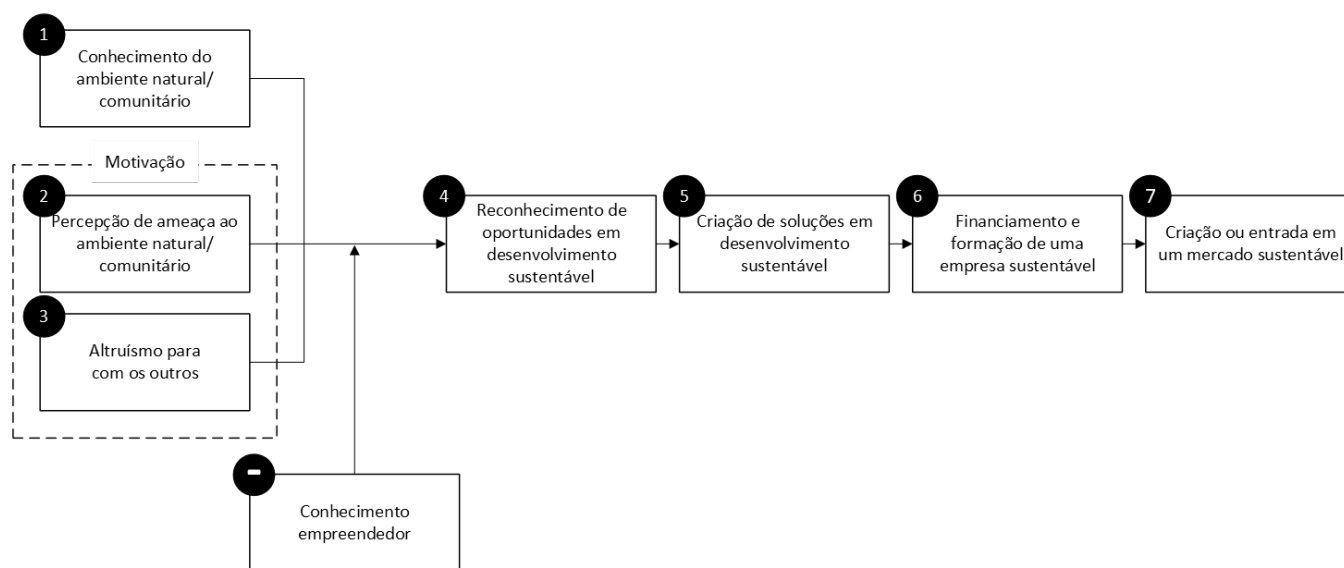 1
Conhecimento do
ambiente natural/
comunitário
Motivação
2
Percepção de ameaça ao
ambiente natural/
comunitário
3
Altruísmo para
com os outros
4
Reconhecimento de
oportunidades em
desenvolvimento
sustentável
5
Criação de soluções em
desenvolvimento
sustentável
6
Financiamento e
formação de uma
empresa sustentável
7
Criação ou entrada em
um mercado sustentável
-
Conhecimento
empreendedor